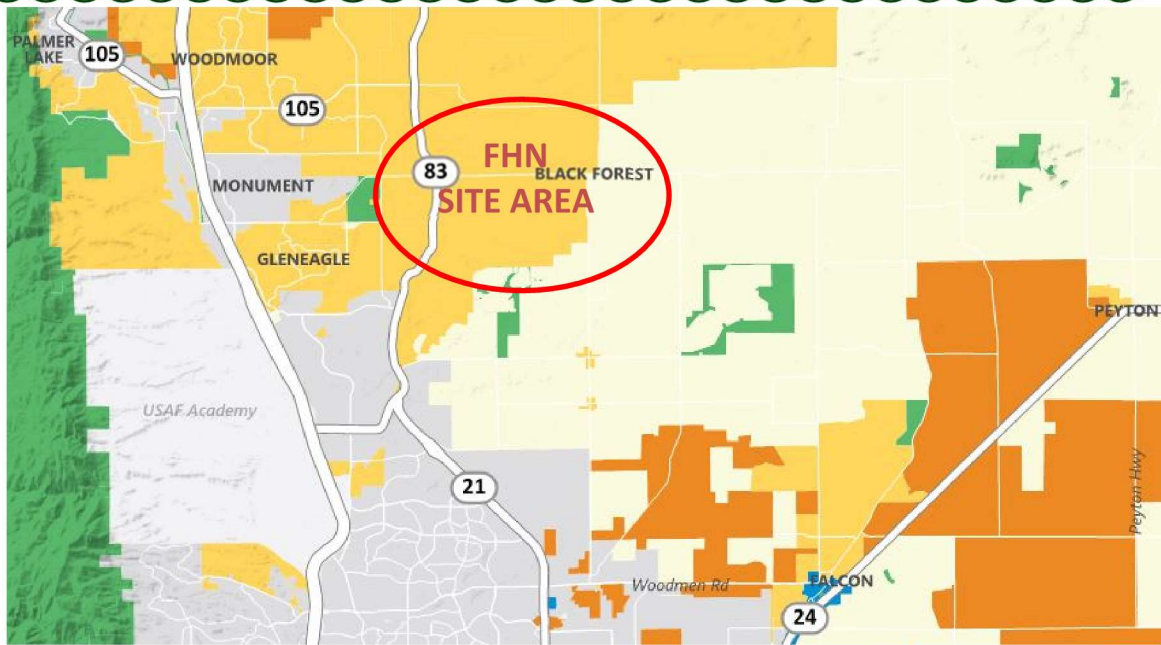 PALMER
LAKE
105
WOODMOOR
105
83
FHN
SITE AREA
BLACK FOREST
MONUMENT
GLENEAGLE
PEYTON
USAF Academy
21
Peyton Hwy
Woodmen Rd
FALCON
24